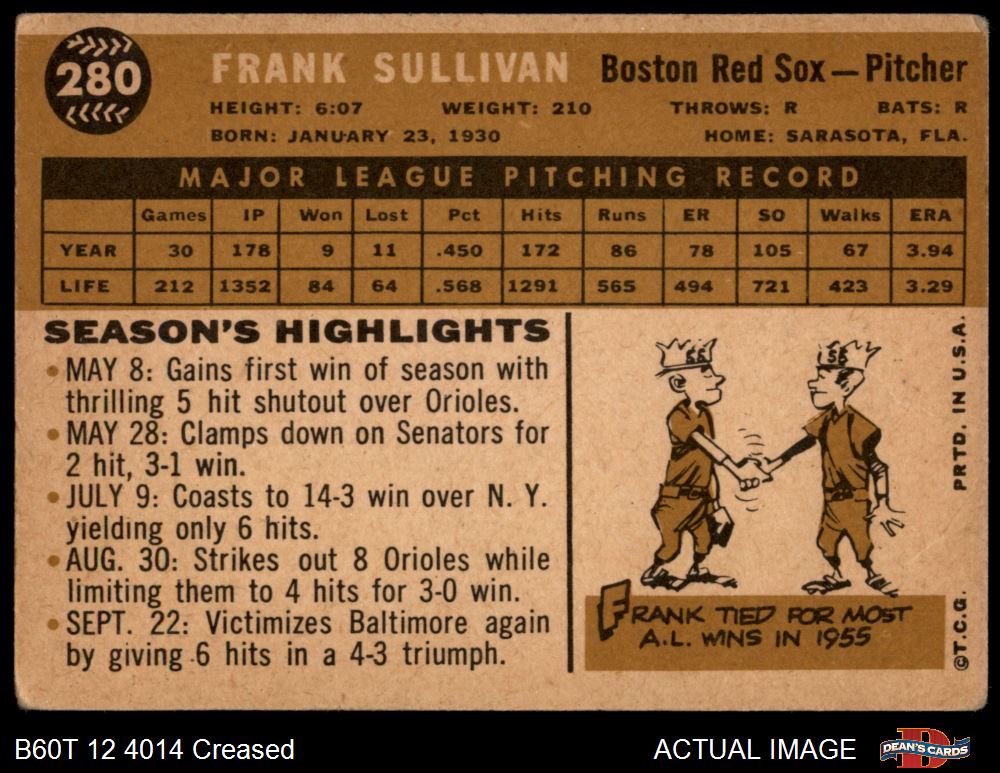 280
FRANK SULLIVAN Boston Red Sox—Pitcher
HEIGHT: 6:07 WEIGHT: 210 THROWS: R BATS: R
BORN: JANUARY 23, 1930 HOME: SARASOTA, FLA.
MAJOR LEAGUE PITCHING RECORD
Games IP Won Lost Pct Hits Runs ER SO Walks ERA
YEAR 30 178 9 11 .450 172 86 78 105 67 3.94
LIFE 212 1352 84 64 .568 1291 565 494 721 423 3.29
SEASON'S HIGHLIGHTS
• MAY 8: Gains first win of season with
thrilling 5 hit shutout over Orioles.
• MAY 28: Clamps down on Senators for
2 hit, 3-1 win.
• JULY 9: Coasts to 14-3 win over N. Y.
yielding only 6 hits.
• AUG. 30: Strikes out 8 Orioles while
limiting them to 4 hits for 3-0 win.
• SEPT. 22: Victimizes Baltimore again
by giving 6 hits in a 4-3 triumph.
FRANK TIED FOR MOST
A.L. WINS IN 1955
©T.C.G. PRTD. IN U.S.A.
B60T 12 4014 Creased ACTUAL IMAGE
DEAN'S CARDS